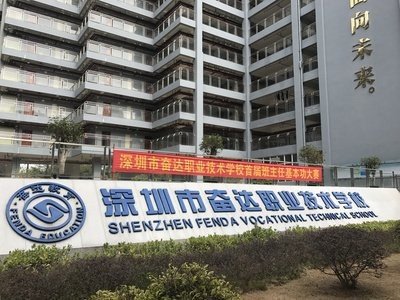 面向未来。
深圳市奋达职业技术学校首届班主任基本功大赛
奋达教育
FENDA EDUCATION
深圳市奋达职业技术学校
SHENZHEN FENDA VOCATIONAL TECHNICAL SCHOOL